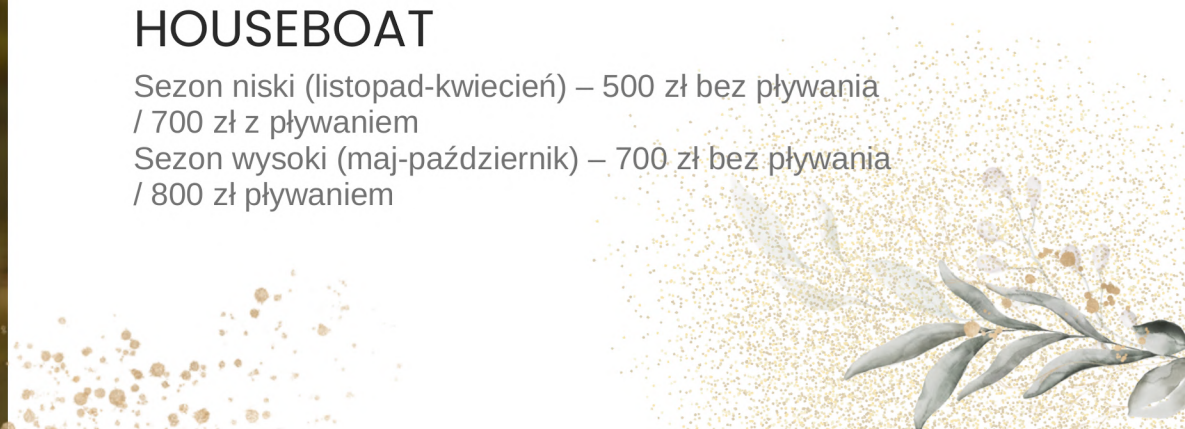 HOUSEBOAT
Sezon niski (listopad-kwiecień) – 500 zł bez pływania
/ 700 zł z pływaniem
Sezon wysoki (maj-październik) – 700 zł bez pływania
/ 800 zł pływaniem